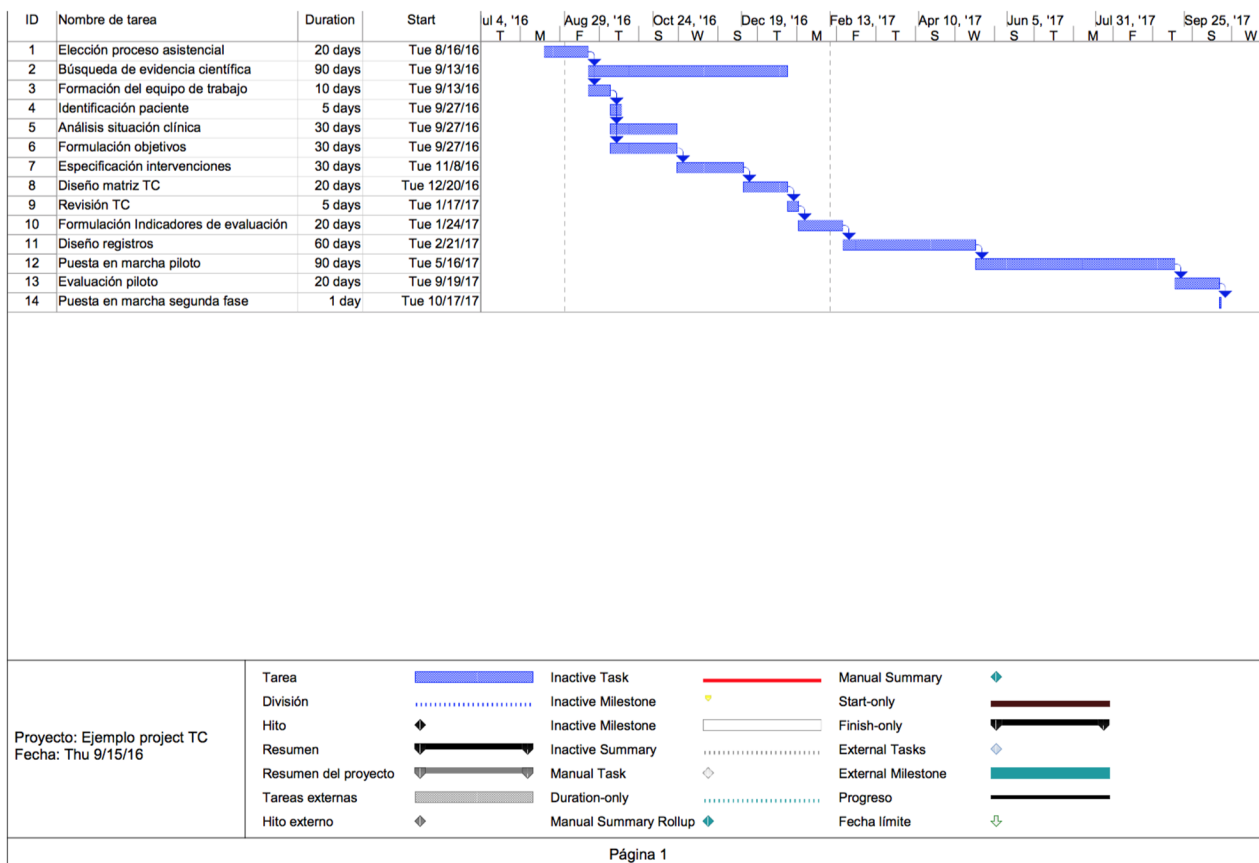 ID Nombre de tarea Duration Start ul 4, '16 Aug 29, '16 Oct 24, '16 Dec 19, '16 Feb 13, '17 Apr 10, '17 Jun 5, '17 Jul 31, '17 Sep 25, '17
T M F T S W S T M F T S W S T M F T S W
1 Elección proceso asistencial 20 days Tue 8/16/16
2 Búsqueda de evidencia científica 90 days Tue 9/13/16
3 Formación del equipo de trabajo 10 days Tue 9/13/16
4 Identificación paciente 5 days Tue 9/27/16
5 Análisis situación clínica 30 days Tue 9/27/16
6 Formulación objetivos 30 days Tue 9/27/16
7 Especificación intervenciones 30 days Tue 11/8/16
8 Diseño matriz TC 20 days Tue 12/20/16
9 Revisión TC 5 days Tue 1/17/17
10 Formulación Indicadores de evaluación 20 days Tue 1/24/17
11 Diseño registros 60 days Tue 2/21/17
12 Puesta en marcha piloto 90 days Tue 5/16/17
13 Evaluación piloto 20 days Tue 9/19/17
14 Puesta en marcha segunda fase 1 day Tue 10/17/17
Proyecto: Ejemplo project TC
Fecha: Thu 9/15/16
Tarea Inactive Task Manual Summary
División Inactive Milestone Start-only
Hito Inactive Milestone Finish-only
Resumen Inactive Summary External Tasks
Resumen del proyecto Manual Task External Milestone
Tareas externas Duration-only Progreso
Hito externo Manual Summary Rollup Fecha límite
Página 1